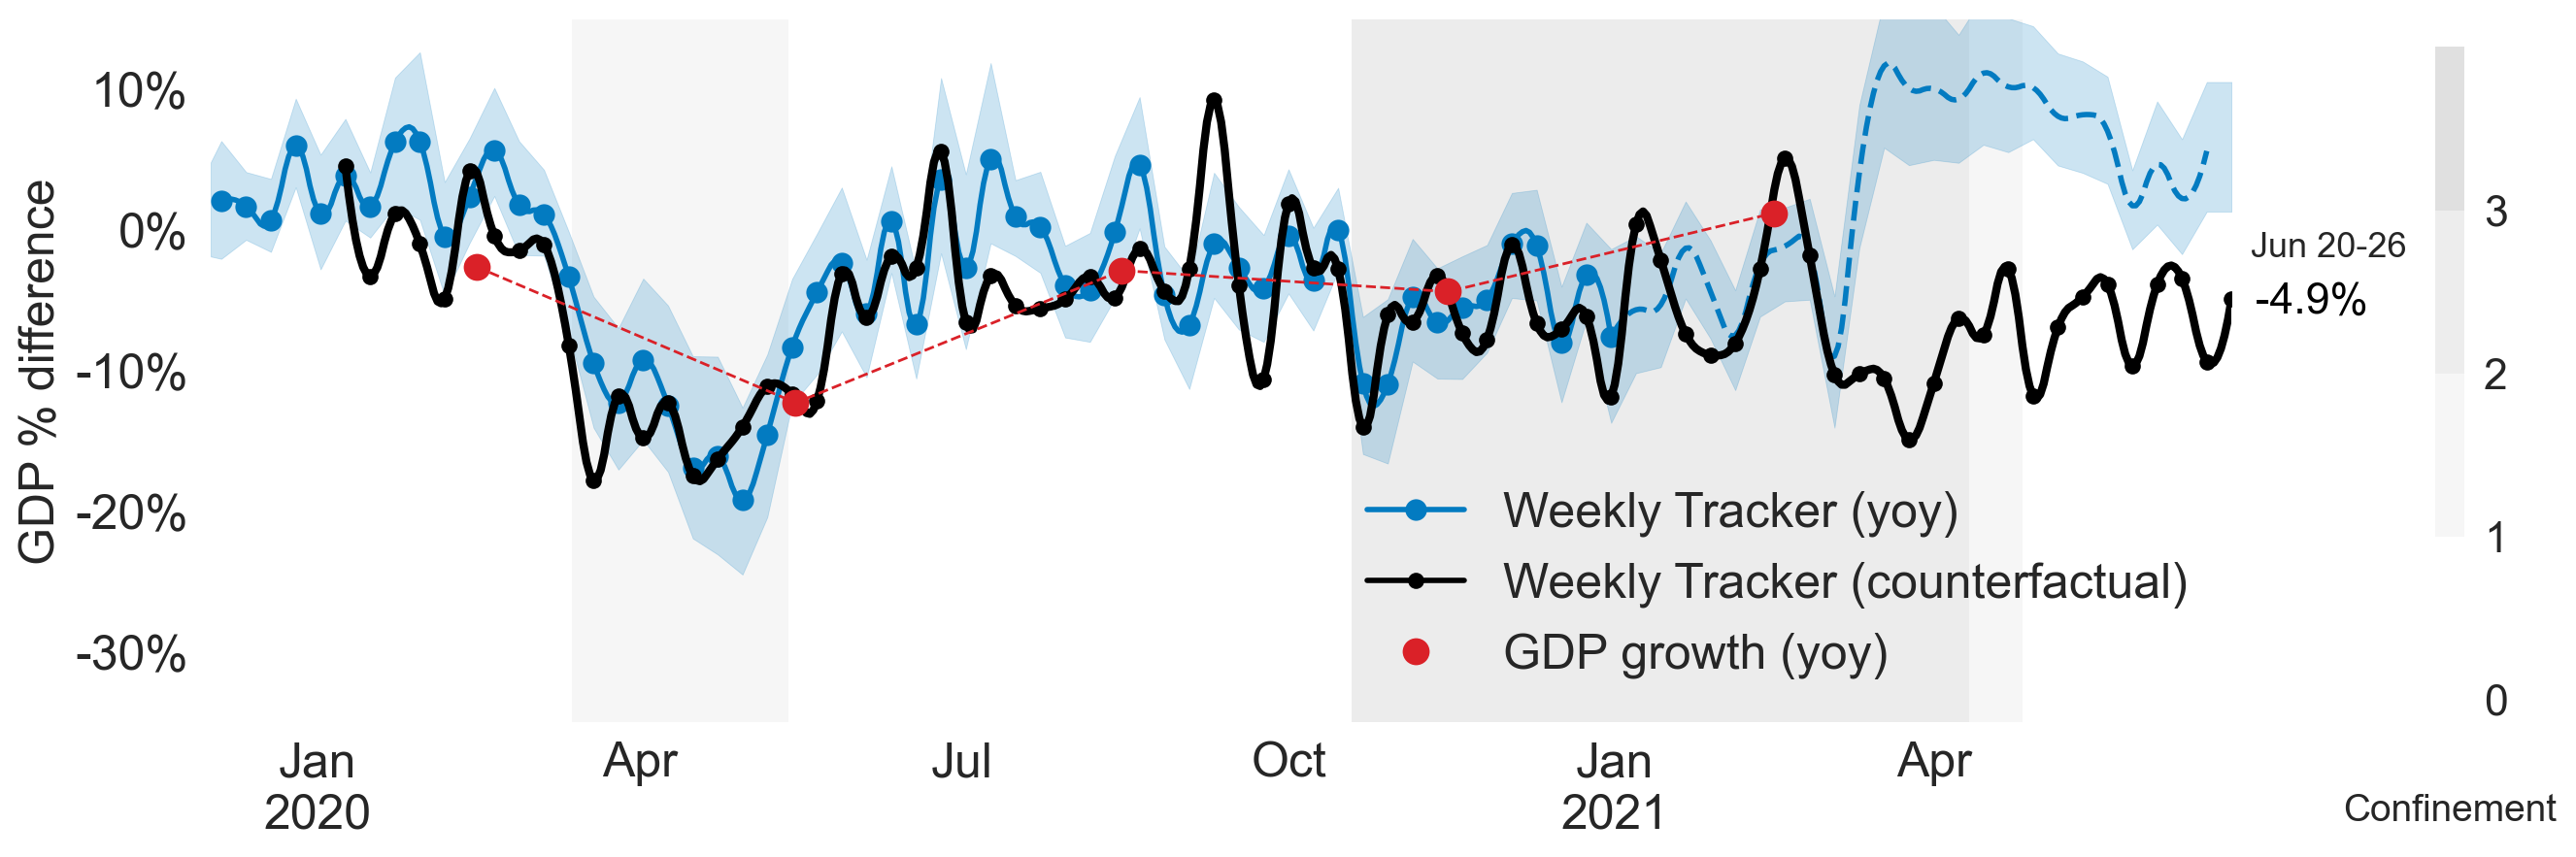 GDP % difference
10%
0%
-10%
-20%
-30%
Jan
2020
Apr
Jul
Oct
Jan
2021
Apr
Weekly Tracker (yoy)
Weekly Tracker (counterfactual)
GDP growth (yoy)
Jun 20-26
-4.9%
3
2
1
0
Confinement